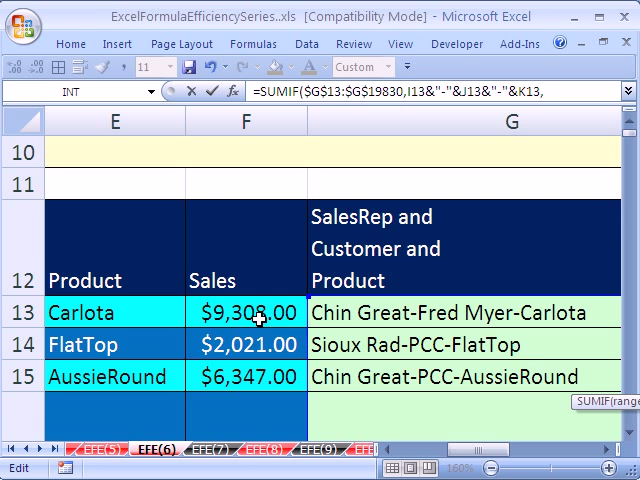 ExcelFormulaEfficiencySeries..xls [Compatibility Mode] - Microsoft Excel
Home Insert Page Layout Formulas Data Review View Developer Add-Ins
11 Custom
INT =SUMIF($G$13:$G$19830,I13&"-"&J13&"-"&K13,
E F G
10
11
SalesRep and
Customer and
12 Product Sales Product
13 Carlota $9,308.00 Chin Great-Fred Myer-Carlota
14 FlatTop $2,021.00 Sioux Rad-PCC-FlatTop
15 AussieRound $6,347.00 Chin Great-PCC-AussieRound
SUMIF(range
EFE(5) EFE(6) EFE(7) EFE(8) EFE(9) EFE
Edit 160%